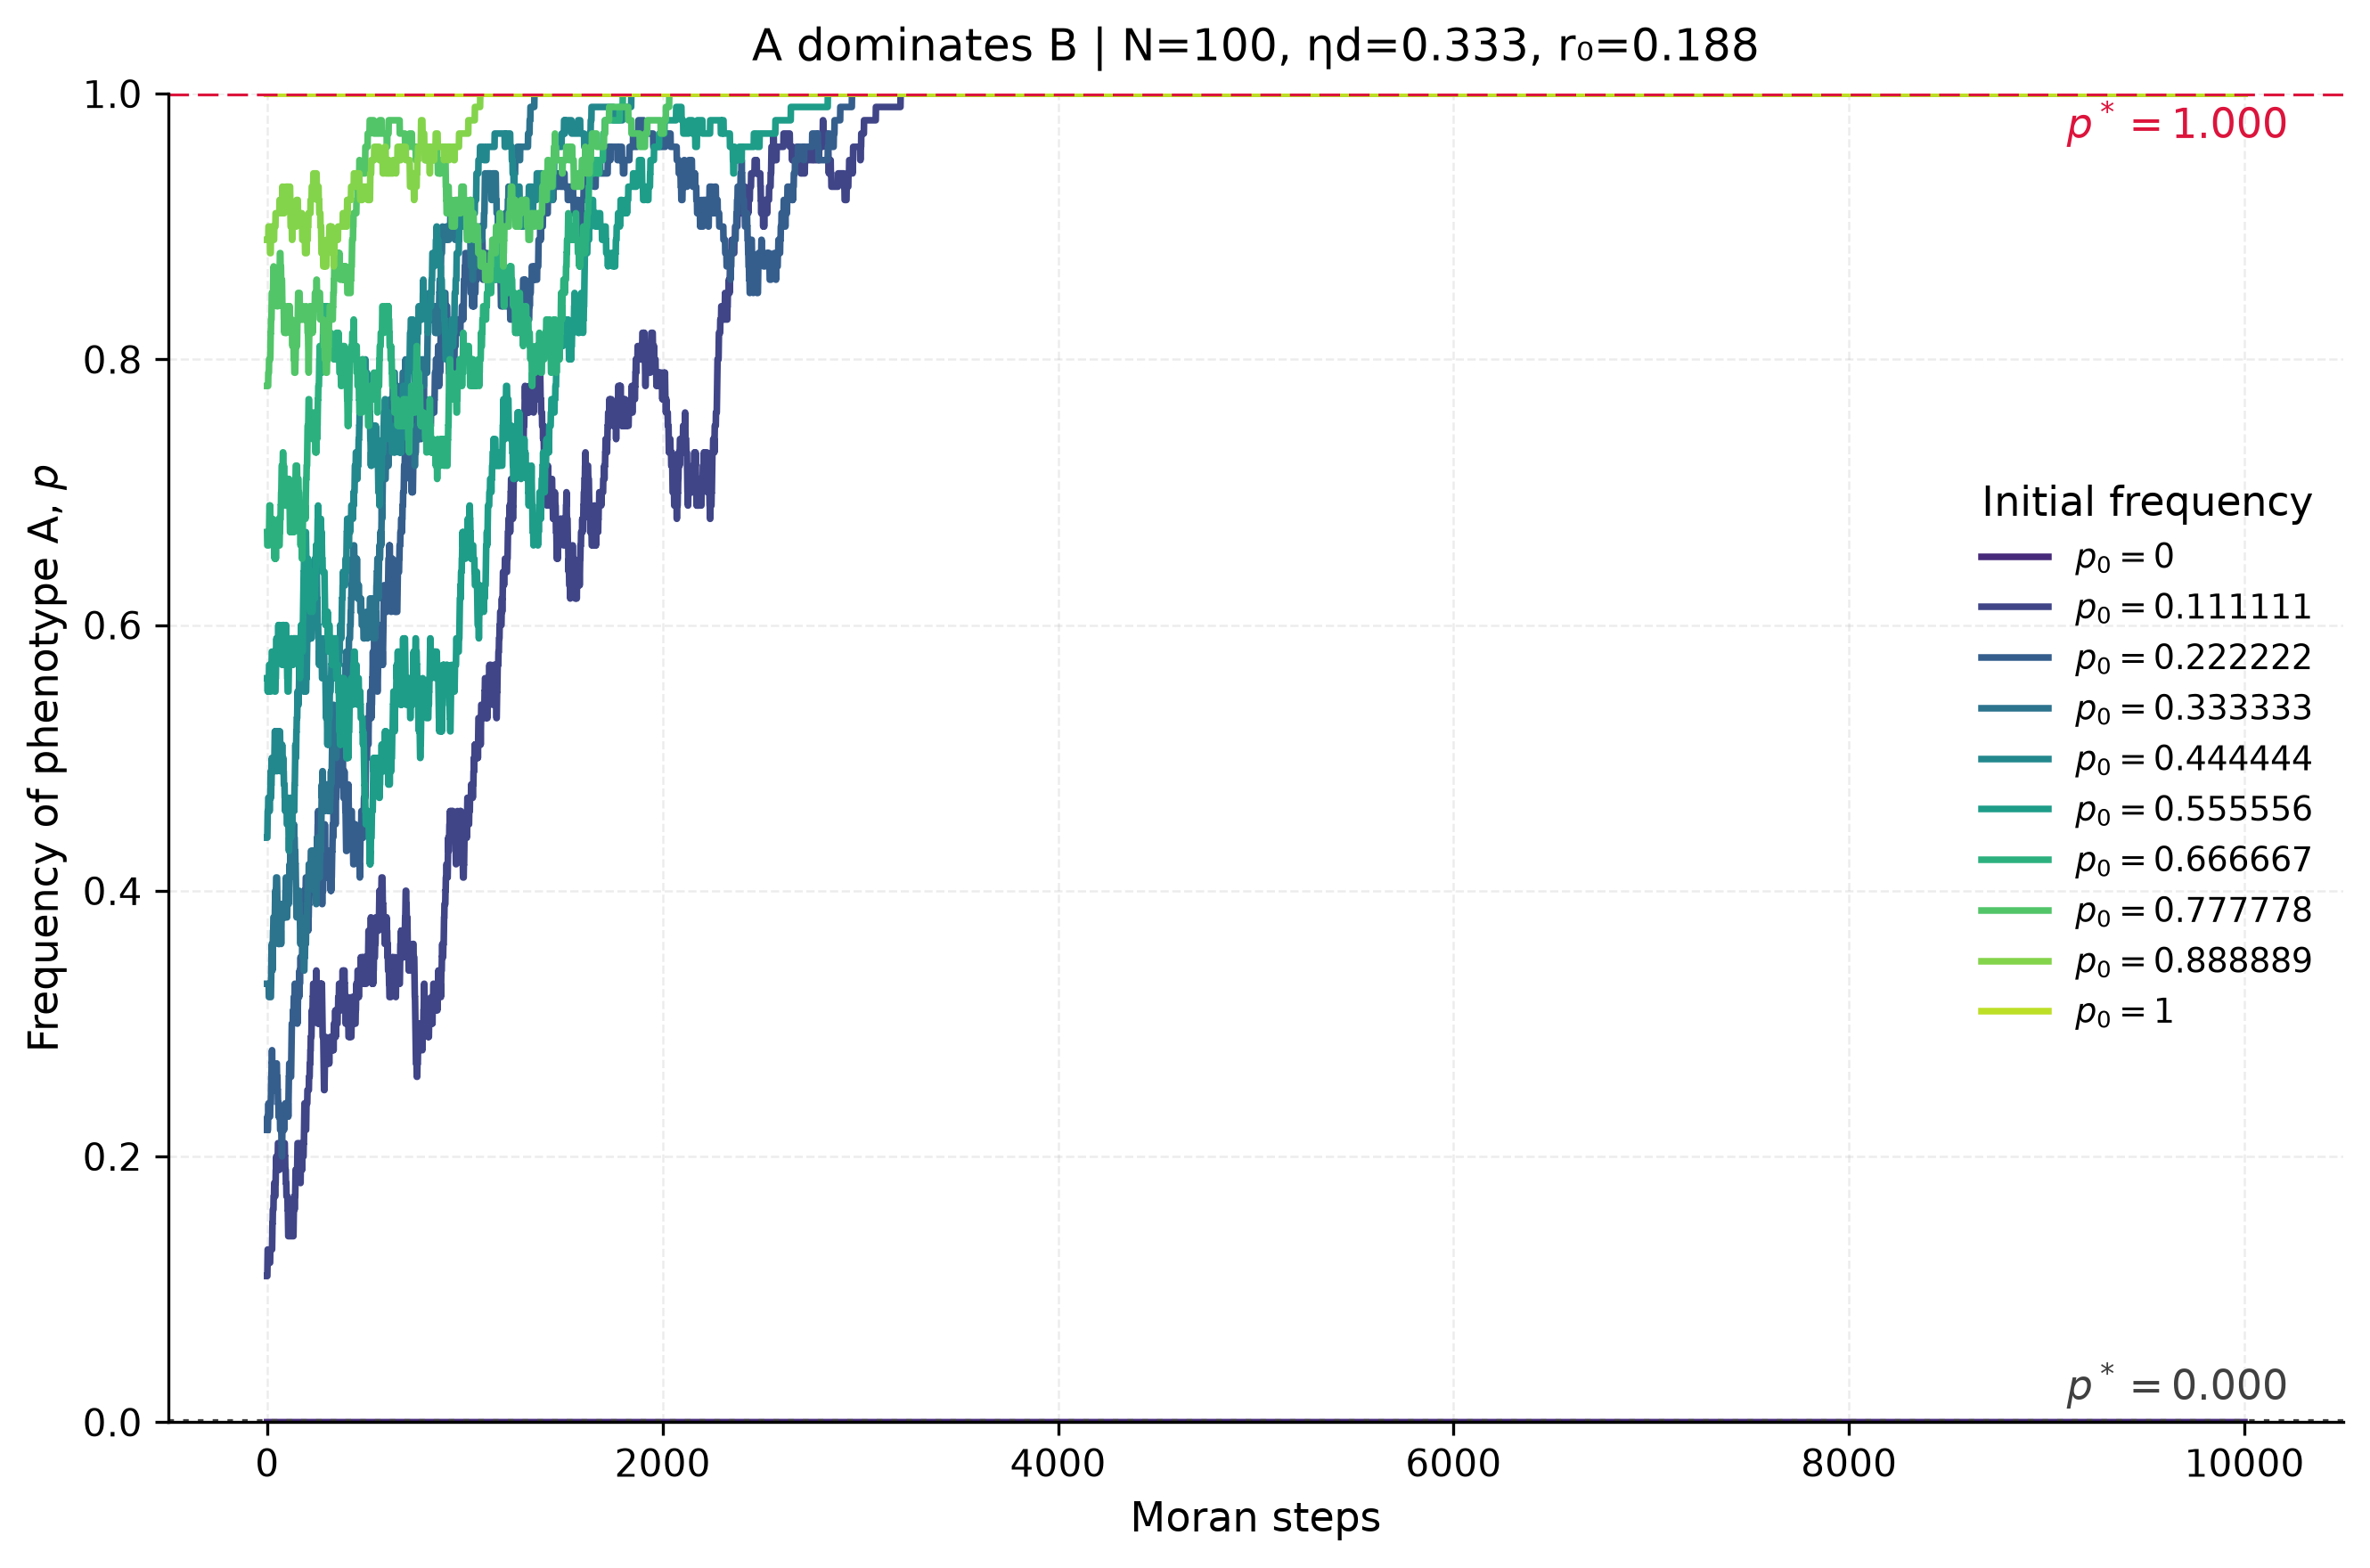 A dominates B | N=100, ηd=0.333, r₀=0.188
1.0
0.8
0.6
0.4
0.2
0.0
Frequency of phenotype A, p
p* = 1.000
Initial frequency
p₀ = 0
p₀ = 0.111111
p₀ = 0.222222
p₀ = 0.333333
p₀ = 0.444444
p₀ = 0.555556
p₀ = 0.666667
p₀ = 0.777778
p₀ = 0.888889
p₀ = 1
p* = 0.000
0 2000 4000 6000 8000 10000
Moran steps